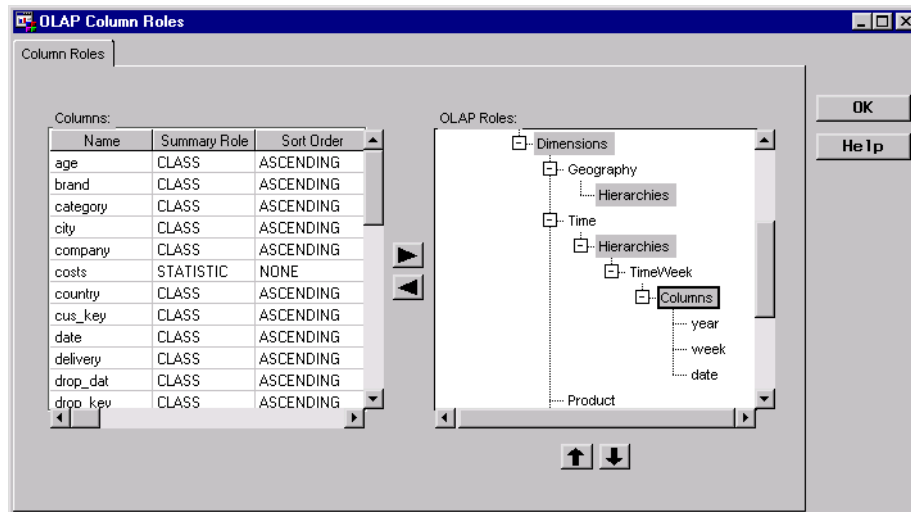 OLAP Column Roles
Column Roles
Columns:
Name Summary Role Sort Order
age CLASS ASCENDING
brand CLASS ASCENDING
category CLASS ASCENDING
city CLASS ASCENDING
company CLASS ASCENDING
costs STATISTIC NONE
country CLASS ASCENDING
cus_key CLASS ASCENDING
date CLASS ASCENDING
delivery CLASS ASCENDING
drop_dat CLASS ASCENDING
drop_key CLASS ASCENDING
OLAP Roles:
Dimensions
Geography
Hierarchies
Time
Hierarchies
TimeWeek
Columns
year
week
date
Product
OK
Help